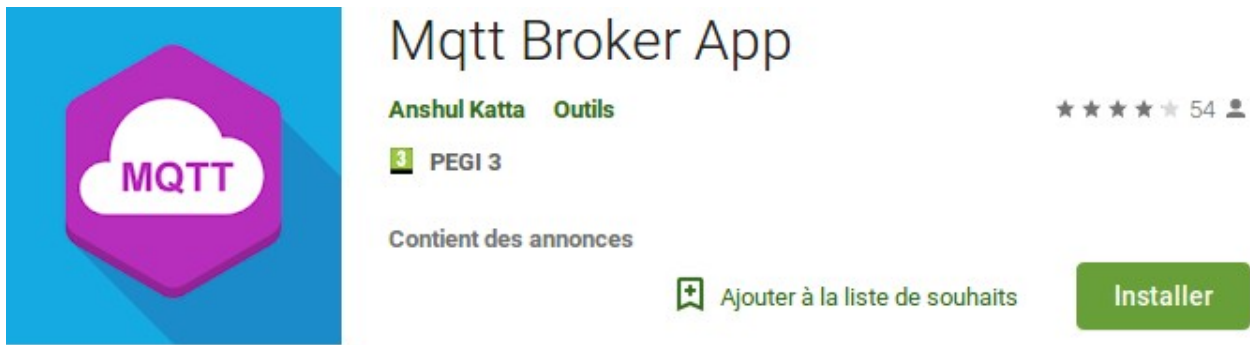 Mqtt Broker App
Anshul Katta Outils
54
3 PEGI 3
MQTT
Contient des annonces
Ajouter à la liste de souhaits
Installer